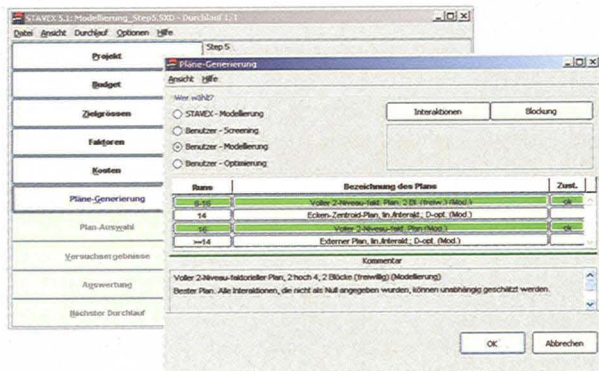 STAVEX 5.1: Modellierung_Step5.SXD - Durchlauf 1/1
Datei Ansicht Durchlauf Optionen Hilfe
Projekt
Budget
Zielgrössen
Faktoren
Kosten
Pläne-Generierung
Plan-Auswahl
Versuchsergebnisse
Auswertung
Nächster Durchlauf
Step 5
Pläne-Generierung
Ansicht Hilfe
Wer wählt?
STAVEX - Modellierung
Benutzer - Screening
Benutzer - Modellierung
Benutzer - Optimierung
Interaktionen
Blockung
Runs Bezeichnung des Plans Zust.
8-16 Voller 2-Niveau-fakt. Plan, 2 Bl. (freiw.) (Mod.) ok
14 Ecken-Zentroid-Plan, lin./Interakt.; D-opt. (Mod.)
16 Voller 2-Niveau-fakt. Plan (Mod.) ok
>=14 Externer Plan, lin./Interakt.; D-opt. (Mod.)
Kommentar
Voller 2-Niveau-faktorieller Plan, 2 hoch 4, 2 Blöcke (freiwillig) (Modellierung)
Bester Plan. Alle Interaktionen, die nicht als Null angegeben wurden, können unabhängig geschätzt werden.
OK
Abbrechen